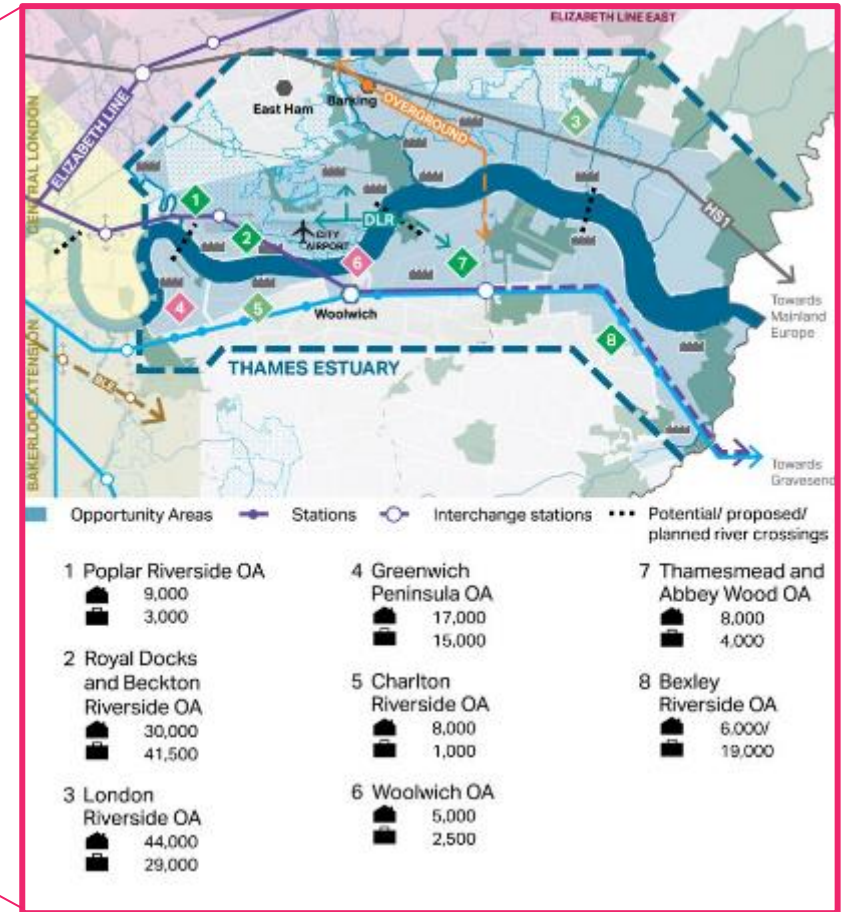 ELIZABETH LINE EAST
CENTRAL LONDON
ELIZABETH LINE
East Ham
Barking
OVERGROUND
3
HS1
1
2
CITY
AIRPORT
DLR
6
7
4
5
Woolwich
8
Towards
Mainland
Europe
THAMES ESTUARY
BAKERLOO EXTENSION
BLE
Towards
Gravesend
Opportunity Areas
Stations
Interchange stations
Potential/ proposed/
planned river crossings
1 Poplar Riverside OA
9,000
3,000
2 Royal Docks
and Beckton
Riverside OA
30,000
41,500
3 London
Riverside OA
44,000
29,000
4 Greenwich
Peninsula OA
17,000
15,000
5 Charlton
Riverside OA
8,000
1,000
6 Woolwich OA
5,000
2,500
7 Thamesmead and
Abbey Wood OA
8,000
4,000
8 Bexley
Riverside OA
6,000/
19,000